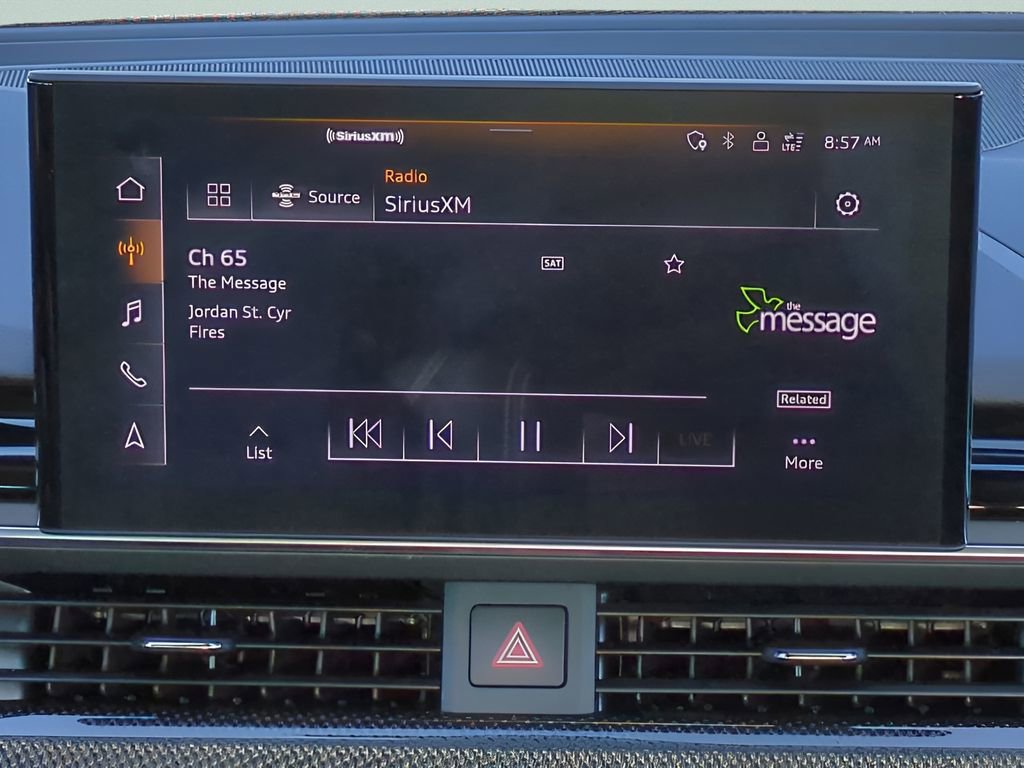 ((SiriusXM))
LTE
8:57 AM
Source
Radio
SiriusXM
Ch 65
SAT
The Message
Jordan St. Cyr
Fires
the
message
Related
LIVE
List
More